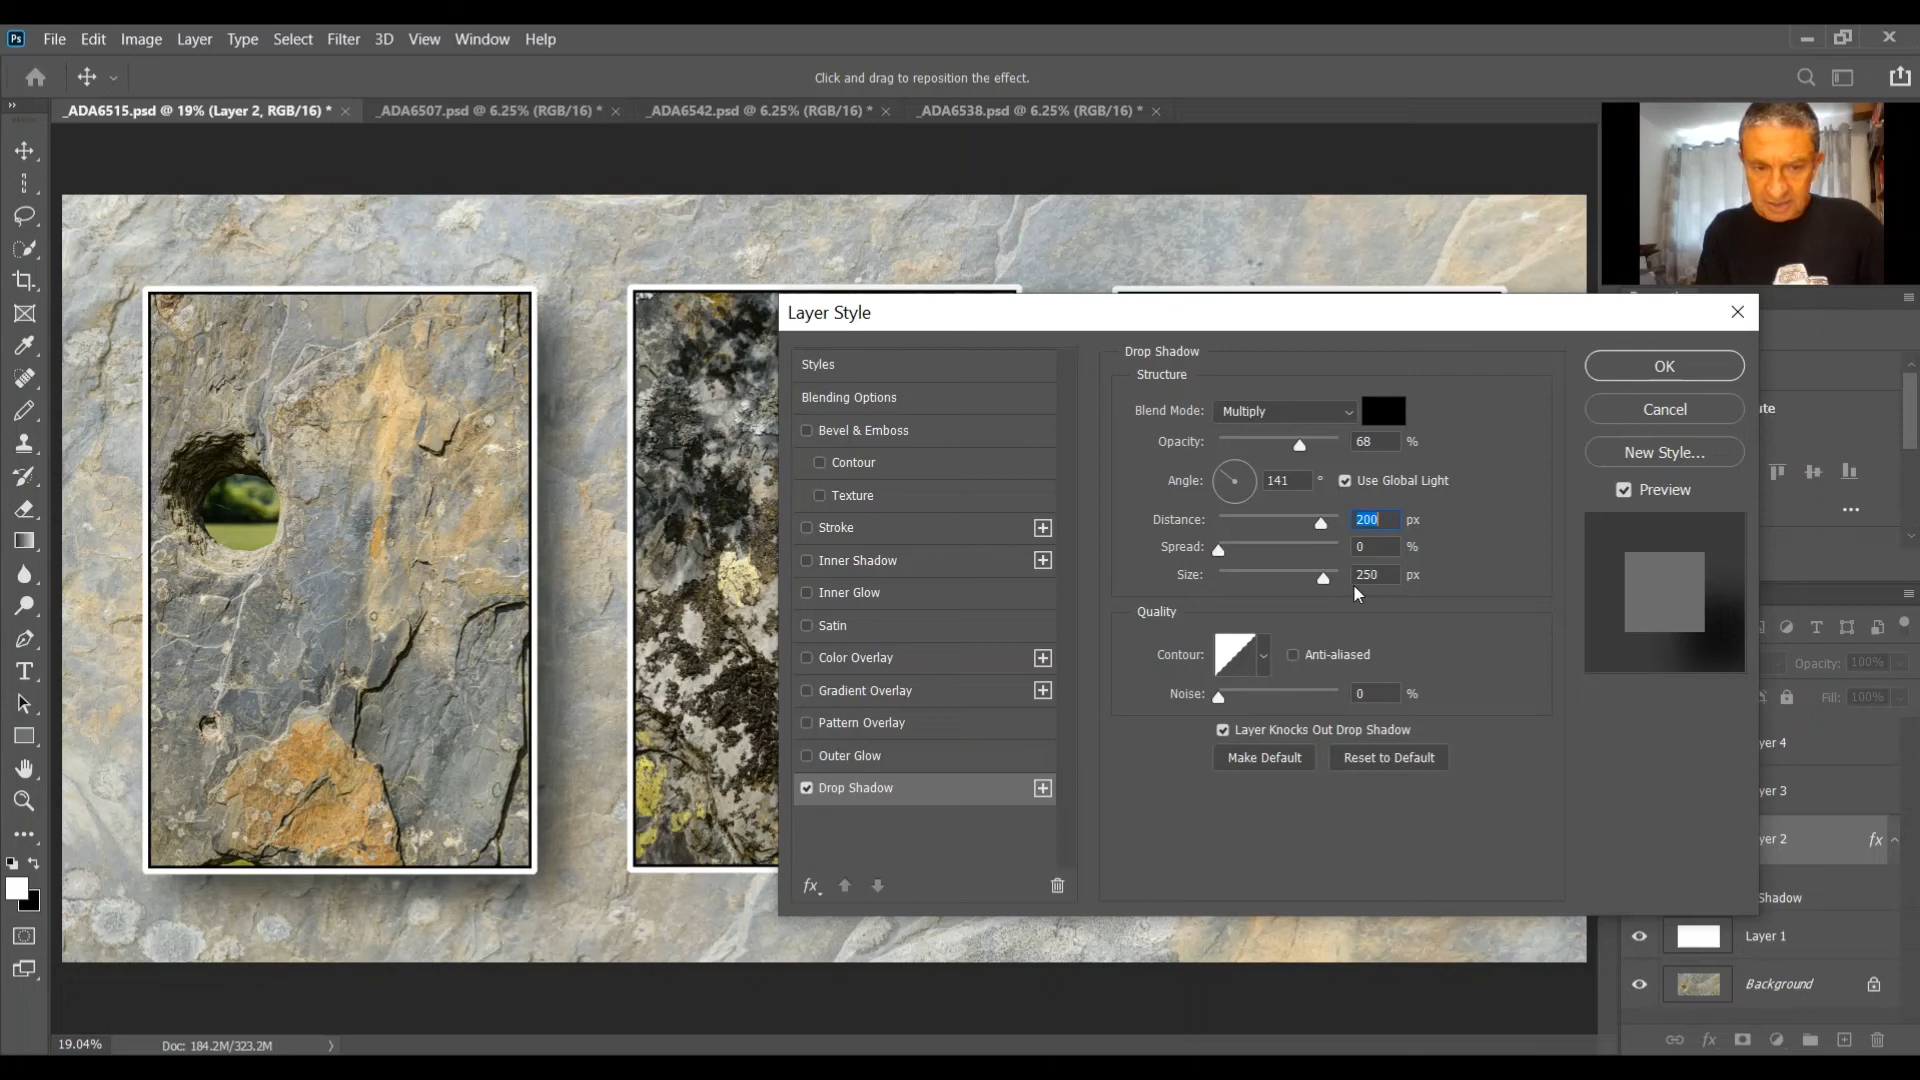 Ps File Edit Image Layer Type Select Filter 3D View Window Help
Click and drag to reposition the effect.
_ADA6515.psd @ 19% (Layer 2, RGB/16) * _ADA6507.psd @ 6.25% (RGB/16) * _ADA6542.psd @ 6.25% (RGB/16) * _ADA6538.psd @ 6.25% (RGB/16) *
Layer Style
Styles
Blending Options
Bevel & Emboss
Contour
Texture
Stroke
Inner Shadow
Inner Glow
Satin
Color Overlay
Gradient Overlay
Pattern Overlay
Outer Glow
Drop Shadow
fx
Drop Shadow
Structure
Blend Mode: Multiply
Opacity: 68 %
Angle: 141 ° Use Global Light
Distance: 200 px
Spread: 0 %
Size: 250 px
Quality
Contour: Anti-aliased
Noise: 0 %
Layer Knocks Out Drop Shadow
Make Default Reset to Default
OK
Cancel
New Style...
Preview
ute
Opacity: 100%
Fill: 100%
yer 4
yer 3
yer 2 fx
Shadow
Layer 1
Background
fx
19.04% Doc: 184.2M/323.2M